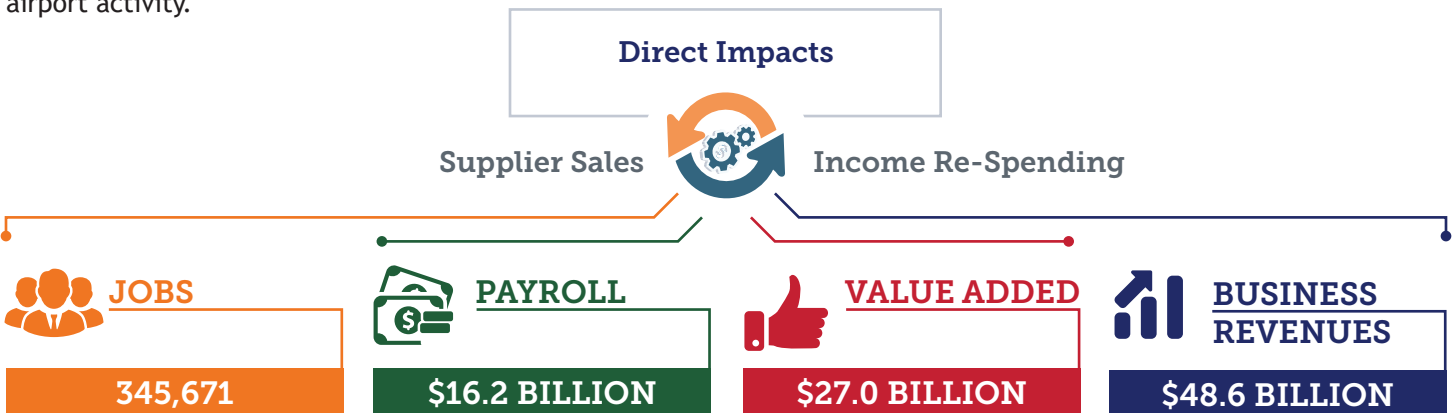 airport activity.
Direct Impacts
Supplier Sales
Income Re-Spending
JOBS
345,671
PAYROLL
$16.2 BILLION
VALUE ADDED
$27.0 BILLION
BUSINESS
REVENUES
$48.6 BILLION